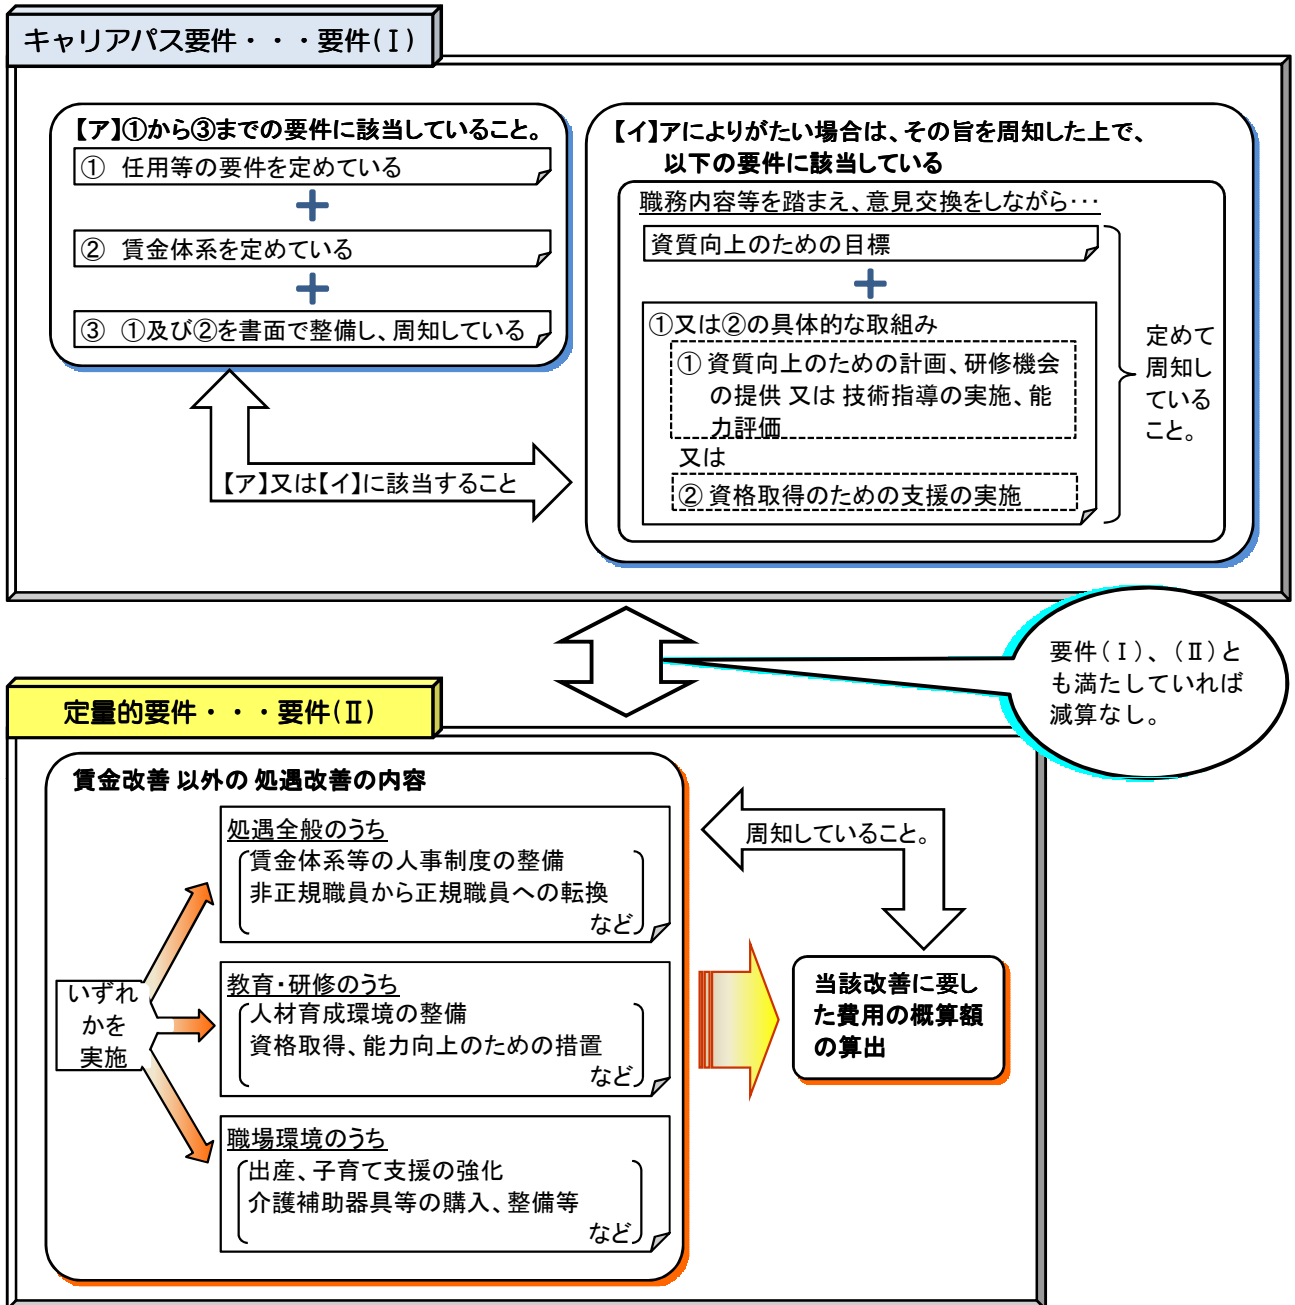 キャリアパス要件・・・要件(Ⅰ)
【ア】①から③までの要件に該当していること。
① 任用等の要件を定めている
＋
② 賃金体系を定めている
＋
③ ①及び②を書面で整備し、周知している
【ア】又は【イ】に該当すること
【イ】アによりがたい場合は、その旨を周知した上で、
以下の要件に該当している
職務内容等を踏まえ、意見交換をしながら・・・
資質向上のための目標
＋
①又は②の具体的な取組み
① 資質向上のための計画、研修機会
の提供 又は 技術指導の実施、能
力評価
又は
② 資格取得のための支援の実施
定めて
周知し
ている
こと。
要件(Ⅰ)、(Ⅱ)と
も満たしていれば
減算なし。
定量的要件・・・要件(Ⅱ)
賃金改善 以外の 処遇改善の内容
いずれ
かを
実施
処遇全般のうち
賃金体系等の人事制度の整備
非正規職員から正規職員への転換
など
教育・研修のうち
人材育成環境の整備
資格取得、能力向上のための措置
など
職場環境のうち
出産、子育て支援の強化
介護補助器具等の購入、整備等
など
周知していること。
当該改善に要し
た費用の概算額
の算出